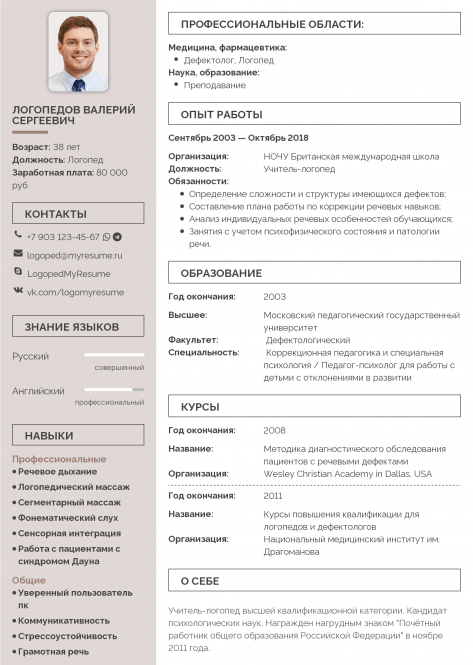 ЛОГОПЕДОВ ВАЛЕРИЙ
СЕРГЕЕВИЧ
Возраст: 38 лет
Должность: Логопед
Заработная плата: 80 000
руб
КОНТАКТЫ
+7 903 123-45-67
logoped@myresume.ru
LogopedMyResume
vk.com/logomyresume
ЗНАНИЕ ЯЗЫКОВ
Русский
совершенный
Английский
профессиональный
НАВЫКИ
Профессиональные
Речевое дыхание
Логопедический массаж
Сегментарный массаж
Фонематический слух
Сенсорная интеграция
Работа с пациентами с
синдромом Дауна
Общие
Уверенный пользователь
пк
Коммуникативность
Стрессоустойчивость
Грамотная речь
ПРОФЕССИОНАЛЬНЫЕ ОБЛАСТИ:
Медицина, фармацевтика:
Дефектолог, Логопед
Наука, образование:
Преподавание
ОПЫТ РАБОТЫ
Сентябрь 2003 — Октябрь 2018
Организация: НОЧУ Британская международная школа
Должность: Учитель-логопед
Обязанности:
Определение сложности и структуры имеющихся дефектов;
Составление плана работы по коррекции речевых навыков;
Анализ индивидуальных речевых особенностей обучающихся;
Занятия с учетом психофизического состояния и патологии
речи.
ОБРАЗОВАНИЕ
Год окончания: 2003
Высшее: Московский педагогический государственный
университет
Факультет: Дефектологический
Специальность: Коррекционная педагогика и специальная
психология / Педагог-психолог для работы с
детьми с отклонениями в развитии
КУРСЫ
Год окончания: 2008
Название: Методика диагностического обследования
пациентов с речевыми дефектами
Организация: Wesley Christian Academy in Dallas, USA
Год окончания: 2011
Название: Курсы повышения квалификации для
логопедов и дефектологов
Организация: Национальный медицинский институт им.
Драгоманова
О СЕБЕ
Учитель-логопед высшей квалификационной категории. Кандидат
психологических наук. Награжден нагрудным знаком "Почётный
работник общего образования Российской Федерации" в ноябре
2011 года.